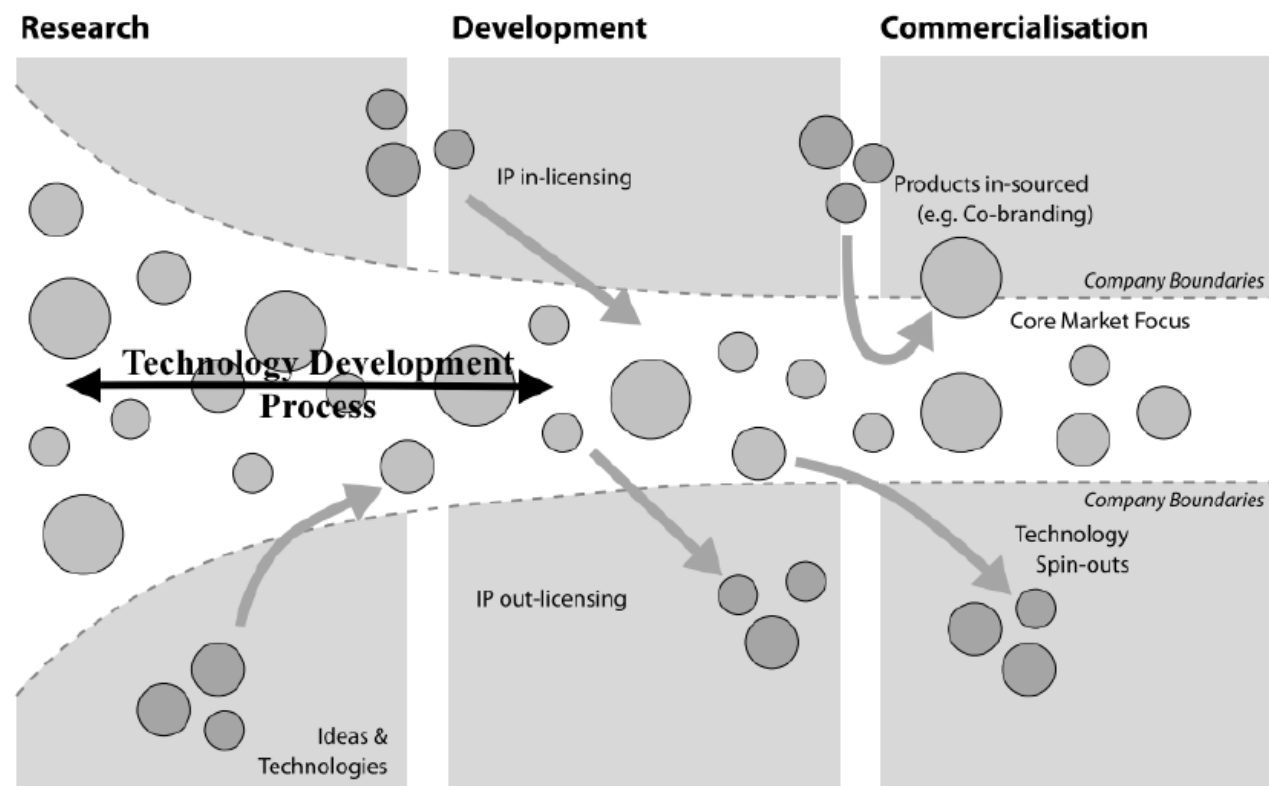 Research
Development
Commercialisation
IP in-licensing
Products in-sourced
(e.g. Co-branding)
Company Boundaries
Core Market Focus
Technology Development
Process
Company Boundaries
Technology
Spin-outs
IP out-licensing
Ideas &
Technologies